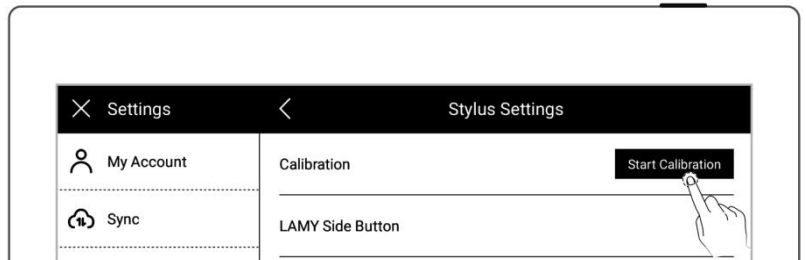 Settings
Stylus Settings
My Account
Calibration
Start Calibration
Sync
LAMY Side Button